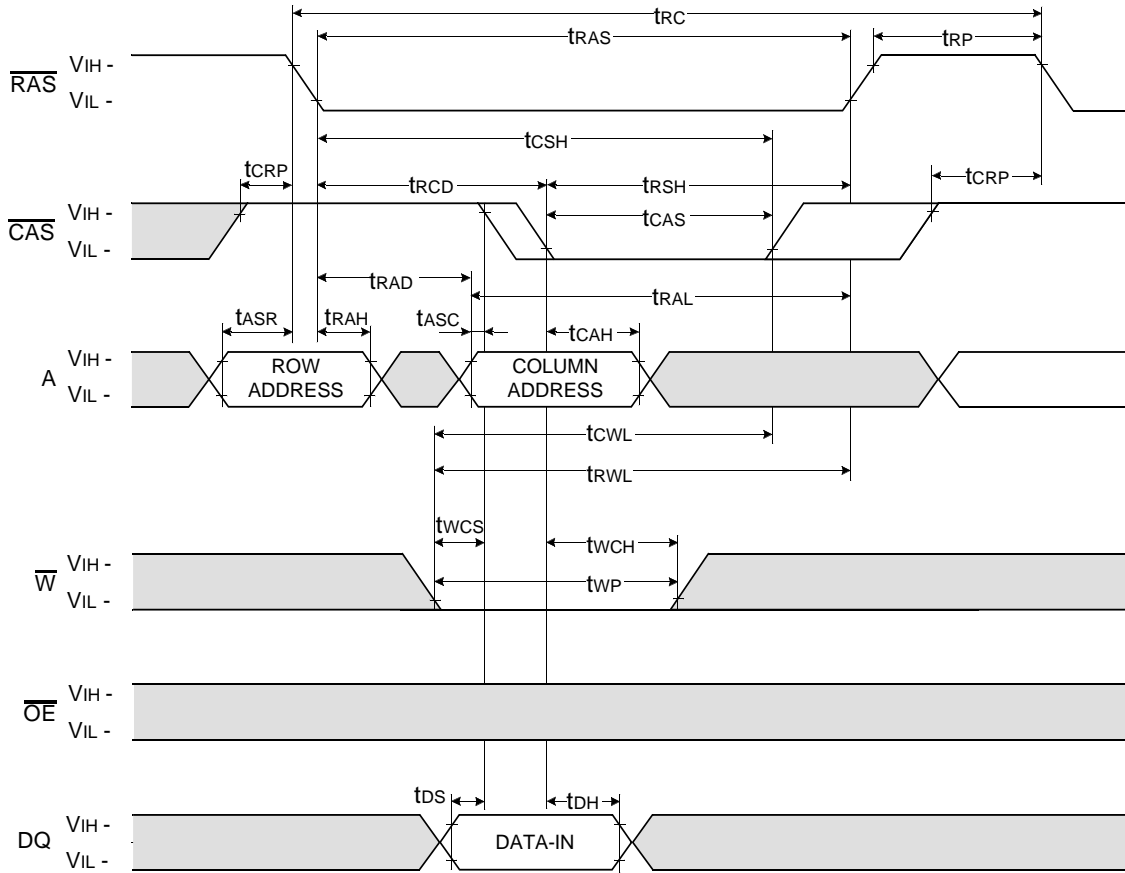 tRC
tRAS
tRP
RAS
VIH -
VIL -
tCSH
tCRP
tRCD
tRSH
tCRP
CAS
VIH -
VIL -
tCAS
tRAD
tRAL
tASR
tRAH
tASC
tCAH
A
VIH -
VIL -
ROW
ADDRESS
COLUMN
ADDRESS
tCWL
tRWL
tWCS
tWCH
W
VIH -
VIL -
tWP
OE
VIH -
VIL -
tDS
tDH
DQ
VIH -
VIL -
DATA-IN